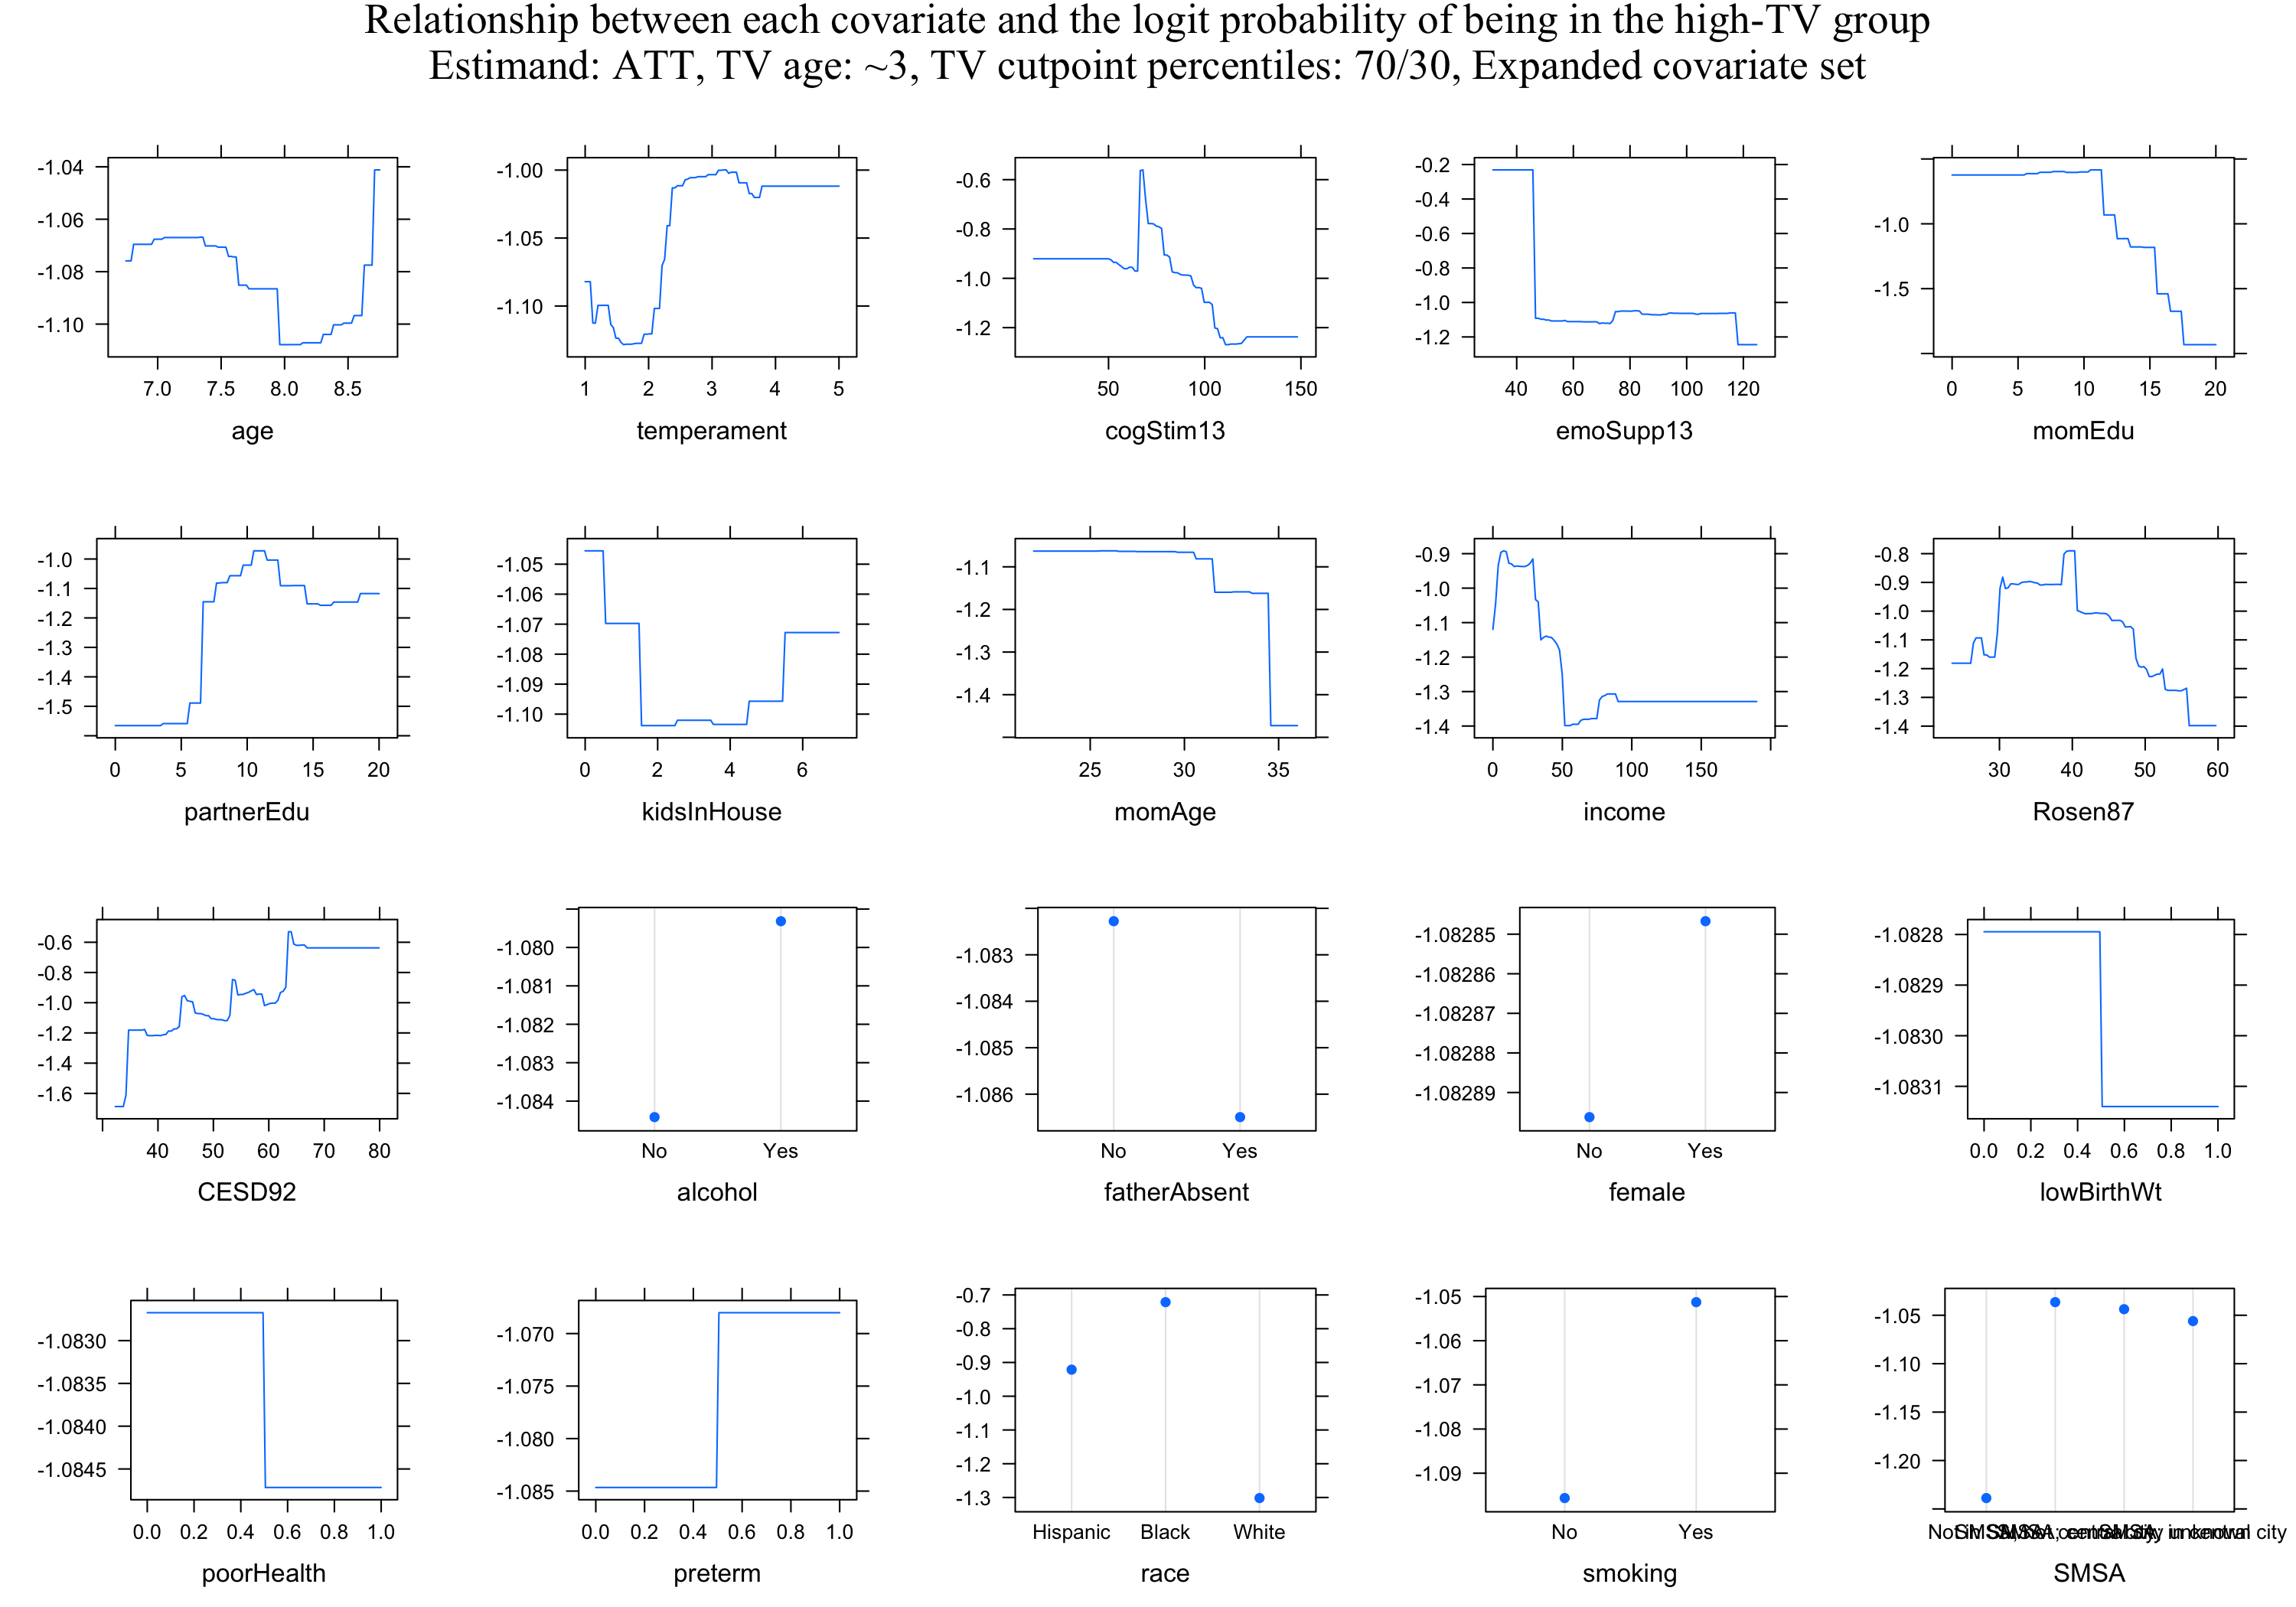 Relationship between each covariate and the logit probability of being in the high-TV group
Estimand: ATT, TV age: ~3, TV cutpoint percentiles: 70/30, Expanded covariate set
-1.04
-1.06
-1.08
-1.10
7.0 7.5 8.0 8.5
age
-1.00
-1.05
-1.10
1 2 3 4 5
temperament
-0.6
-0.8
-1.0
-1.2
50 100 150
cogStim13
-0.2
-0.4
-0.6
-0.8
-1.0
-1.2
40 60 80 100 120
emoSupp13
-1.0
-1.5
0 5 10 15 20
momEdu
-1.0
-1.1
-1.2
-1.3
-1.4
-1.5
0 5 10 15 20
partnerEdu
-1.05
-1.06
-1.07
-1.08
-1.09
-1.10
0 2 4 6
kidsInHouse
-1.1
-1.2
-1.3
-1.4
25 30 35
momAge
-0.9
-1.0
-1.1
-1.2
-1.3
-1.4
0 50 100 150
income
-0.8
-0.9
-1.0
-1.1
-1.2
-1.3
-1.4
30 40 50 60
Rosen87
-0.6
-0.8
-1.0
-1.2
-1.4
-1.6
40 50 60 70 80
CESD92
-1.080
-1.081
-1.082
-1.083
-1.084
No Yes
alcohol
-1.083
-1.084
-1.085
-1.086
No Yes
fatherAbsent
-1.08285
-1.08286
-1.08287
-1.08288
-1.08289
No Yes
female
-1.0828
-1.0829
-1.0830
-1.0831
0.0 0.2 0.4 0.6 0.8 1.0
lowBirthWt
-1.0830
-1.0835
-1.0840
-1.0845
0.0 0.2 0.4 0.6 0.8 1.0
poorHealth
-1.070
-1.075
-1.080
-1.085
0.0 0.2 0.4 0.6 0.8 1.0
preterm
-0.7
-0.8
-0.9
-1.0
-1.1
-1.2
-1.3
Hispanic Black White
race
-1.05
-1.06
-1.07
-1.08
-1.09
No Yes
smoking
-1.05
-1.10
-1.15
-1.20
Not city
SMSA